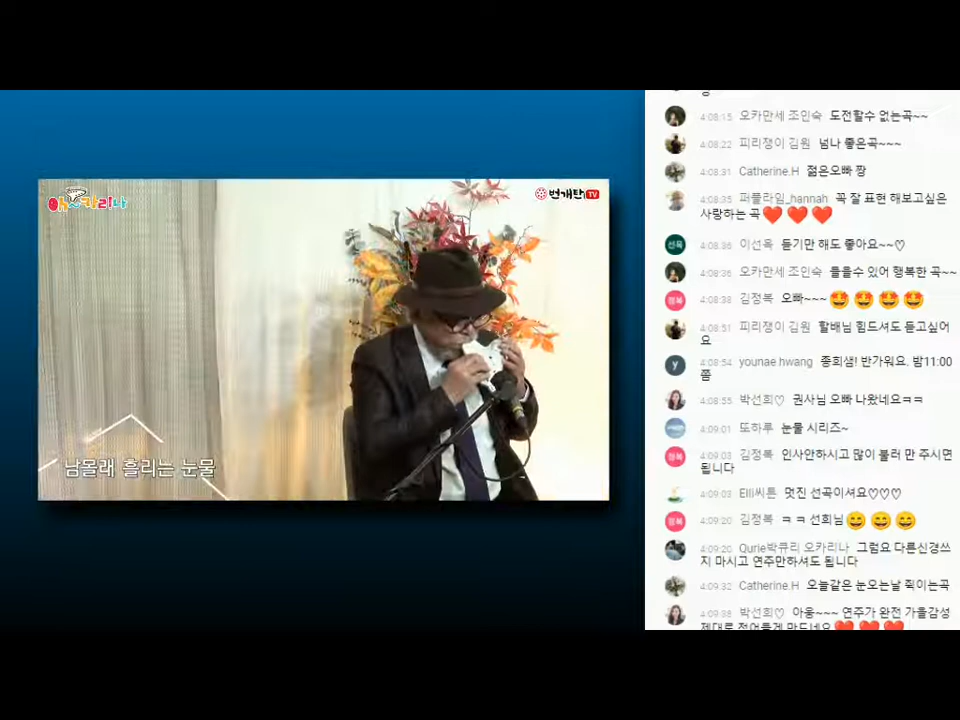 아~오카리나
번개탄TV
남몰래 흘리는 눈물
4:08:15 오카만세 조인숙 도전할수 없는곡~~
4:08:22 피리쟁이 김원 넘나 좋은곡~~~
4:08:31 Catherine.H 젊은오빠 짱
4:08:35 퍼플라임_hannah 꼭 잘 표현 해보고싶은
사랑하는 곡❤️❤️❤️
선옥
4:08:36 이선옥 듣기만 해도 좋아요~~♡
4:08:36 오카만세 조인숙 들을수 있어 행복한 곡~~
정복
4:08:38 김정복 오빠~~~🤩🤩🤩🤩
4:08:51 피리쟁이 김원 할배님 힘드셔도 듣고싶어
요
y
4:08:54 younae hwang 종희샘! 반가워요. 밤11:00
쯤
4:08:55 박선희♡ 권사님 오빠 나왔네요ㅋㅋ
4:09:01 또하루 눈물 시리즈~
정복
4:09:03 김정복 인사안하시고 많이 불러 만 주시면
됩니다
4:09:03 Elli씨튼 멋진 선곡이셔요♡♡♡
정복
4:09:20 김정복 ㅋㅋ 선희님😄😄😄
4:09:20 Qurie박큐리 오카리나 그럼요 다른신경쓰
지 마시고 연주만하셔도 됩니다
4:09:32 Catherine.H 오늘같은 눈오는날 쥑이는곡
4:09:38 박선희♡ 아웅~~~ 연주가 완전 가을감성
제대로 젖어들게 만드네요❤️❤️❤️